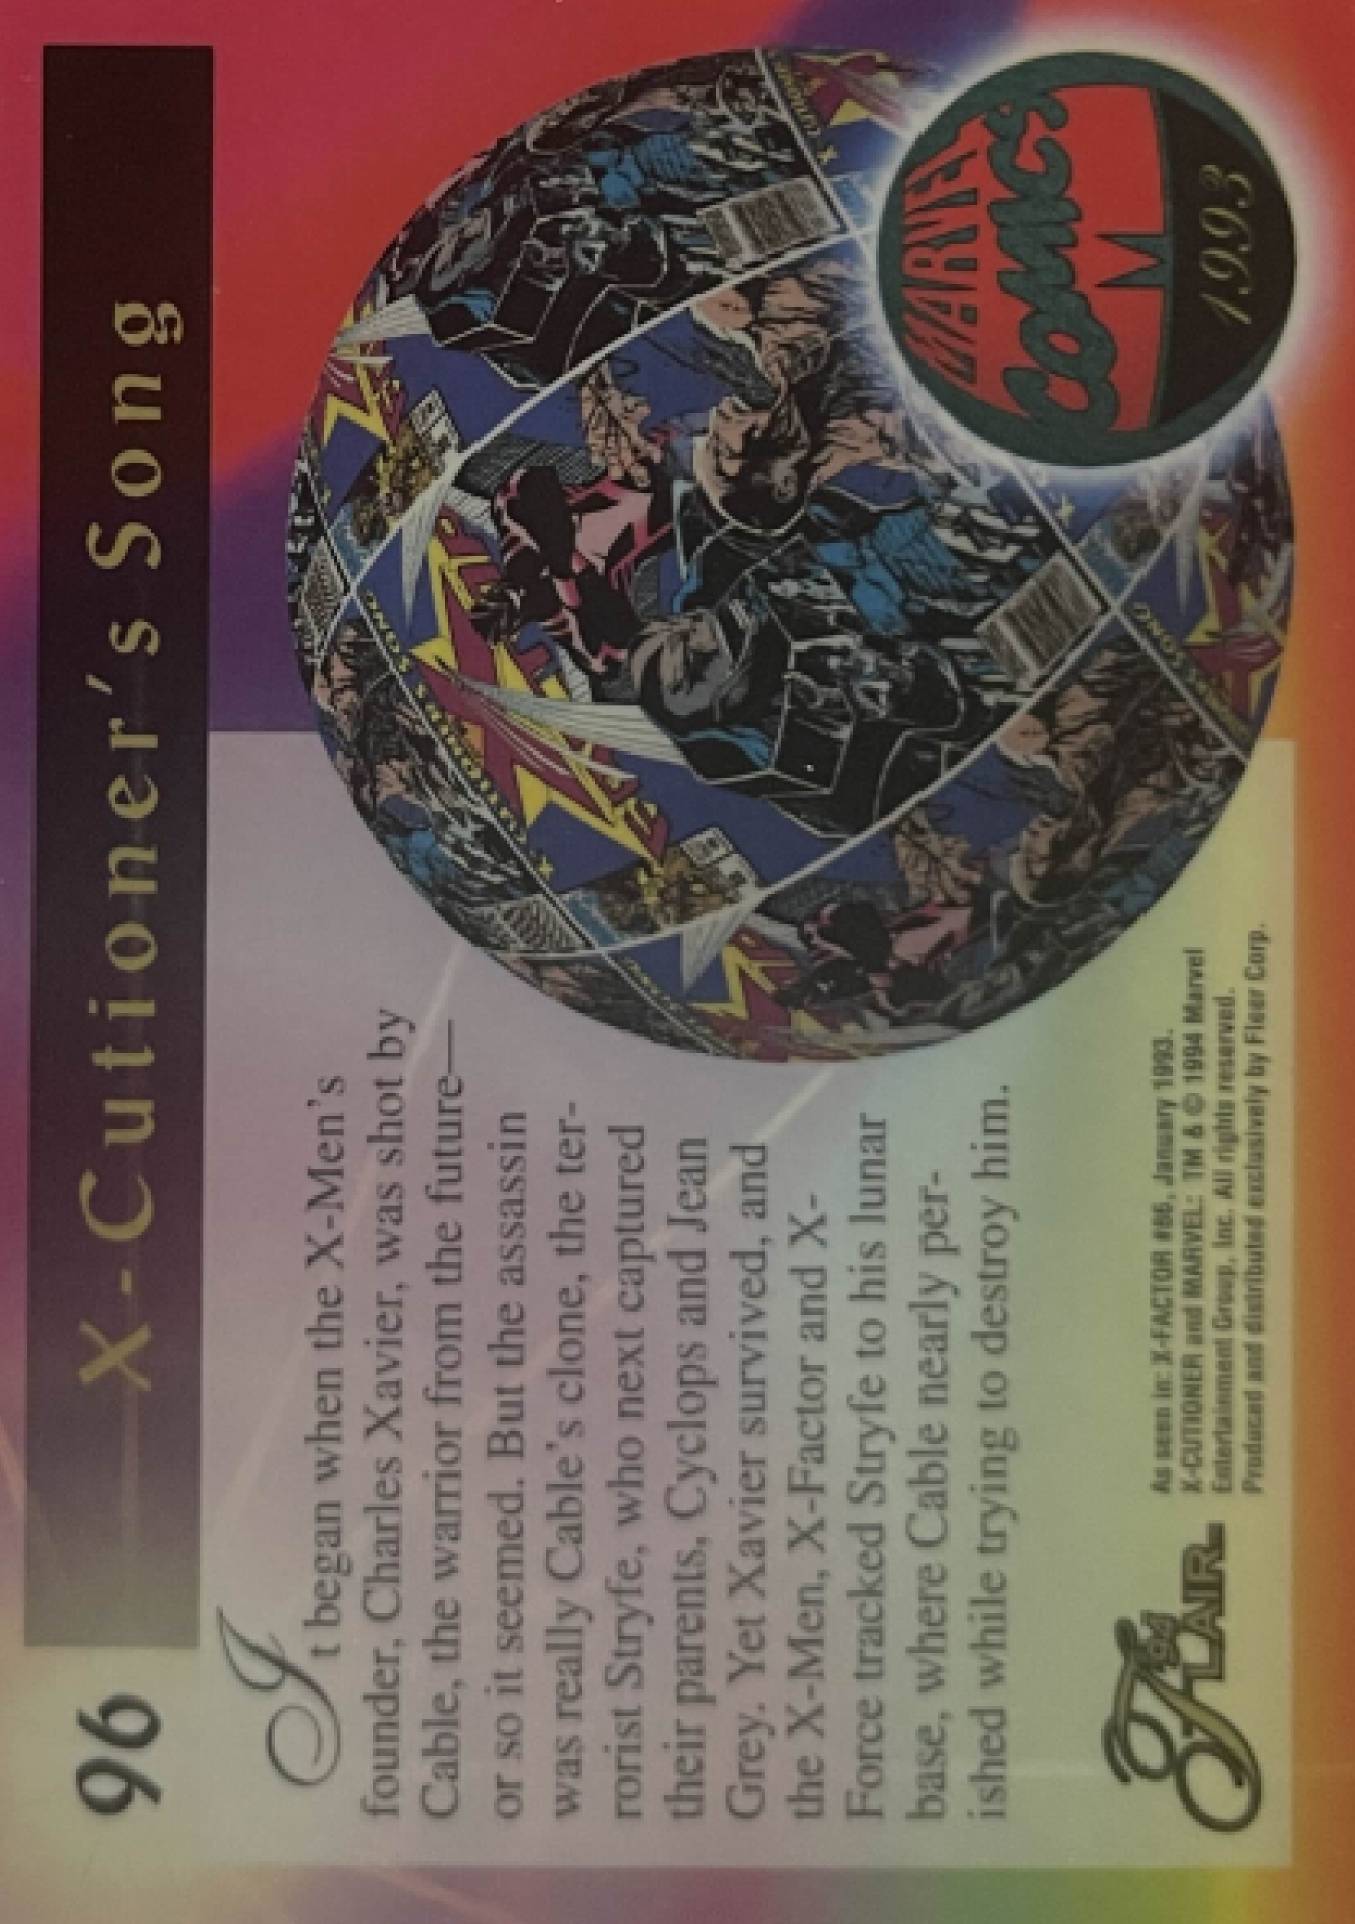 96
X-Cutioner's Song
It began when the X-Men's
founder, Charles Xavier, was shot by
Cable, the warrior from the future—
or so it seemed. But the assassin
was really Cable's clone, the ter-
rorist Stryfe, who next captured
their parents, Cyclops and Jean
Grey. Yet Xavier survived, and
the X-Men, X-Factor and X-
Force tracked Stryfe to his lunar
base, where Cable nearly per-
ished while trying to destroy him.
'94
FLAIR
As seen in: X-FACTOR #86, January 1993.
X-CUTIONER and MARVEL: TM & © 1994 Marvel
Entertainment Group, Inc. All rights reserved.
Produced and distributed exclusively by Fleer Corp.
MARVEL
COMICS
M
1993